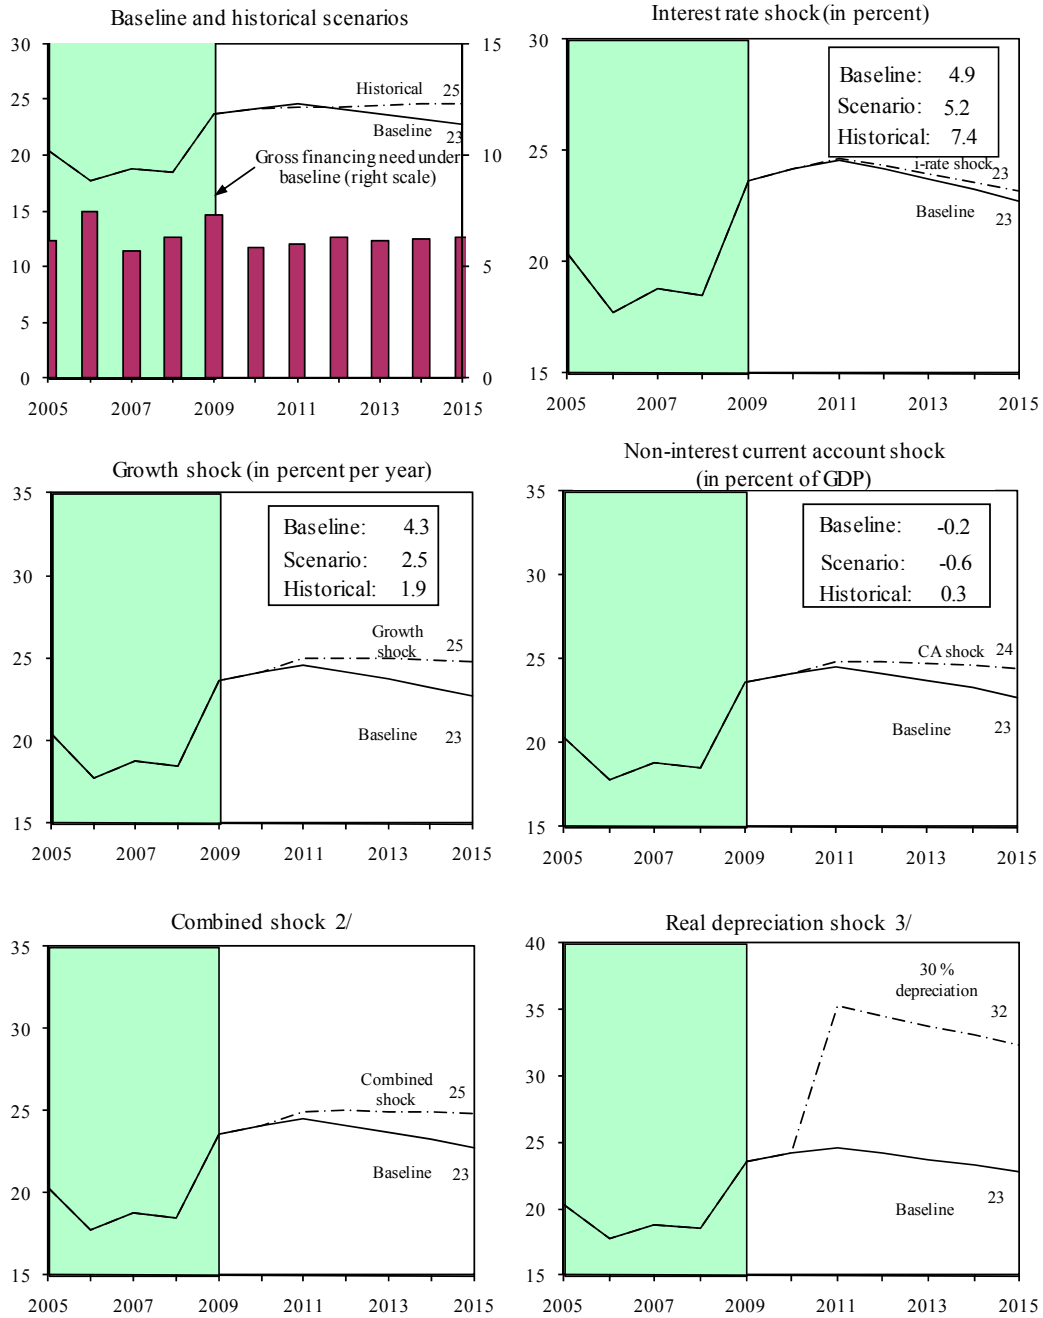 Baseline and historical scenarios
30
25
20
15
10
5
0
15
10
5
0
Historical 25
Baseline
23
Gross financing need under
baseline (right scale)
2005 2007 2009 2011 2013 2015
Interest rate shock (in percent)
30
25
20
15
Baseline: 4.9
Scenario: 5.2
Historical: 7.4
i-rate shock
23
Baseline 23
2005 2007 2009 2011 2013 2015
Growth shock (in percent per year)
35
30
25
20
15
Baseline: 4.3
Scenario: 2.5
Historical: 1.9
Growth
shock
25
Baseline 23
2005 2007 2009 2011 2013 2015
Non-interest current account shock
(in percent of GDP)
35
30
25
20
15
Baseline: -0.2
Scenario: -0.6
Historical: 0.3
CA shock 24
Baseline 23
2005 2007 2009 2011 2013 2015
Combined shock 2/
35
30
25
20
15
Combined
shock
25
Baseline 23
2005 2007 2009 2011 2013 2015
Real depreciation shock 3/
40
35
30
25
20
15
30 %
depreciation
32
Baseline 23
2005 2007 2009 2011 2013 2015